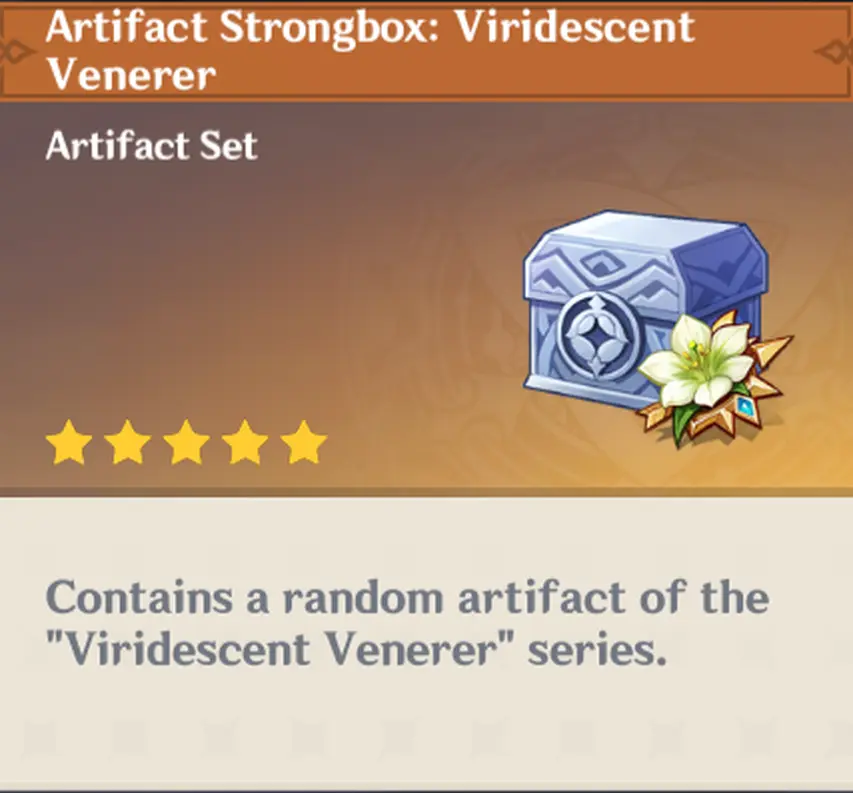 Artifact Strongbox: Viridescent
Venerer
Artifact Set
Contains a random artifact of the
"Viridescent Venerer" series.